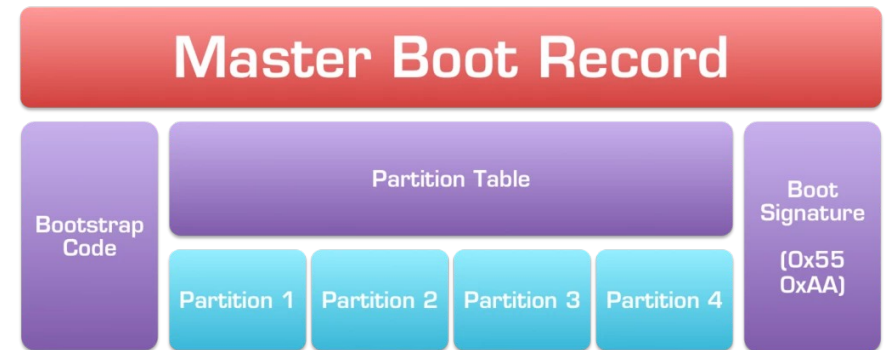 Master Boot Record
Bootstrap
Code
Partition Table
Partition 1
Partition 2
Partition 3
Partition 4
Boot
Signature
(0x55
0xAA)